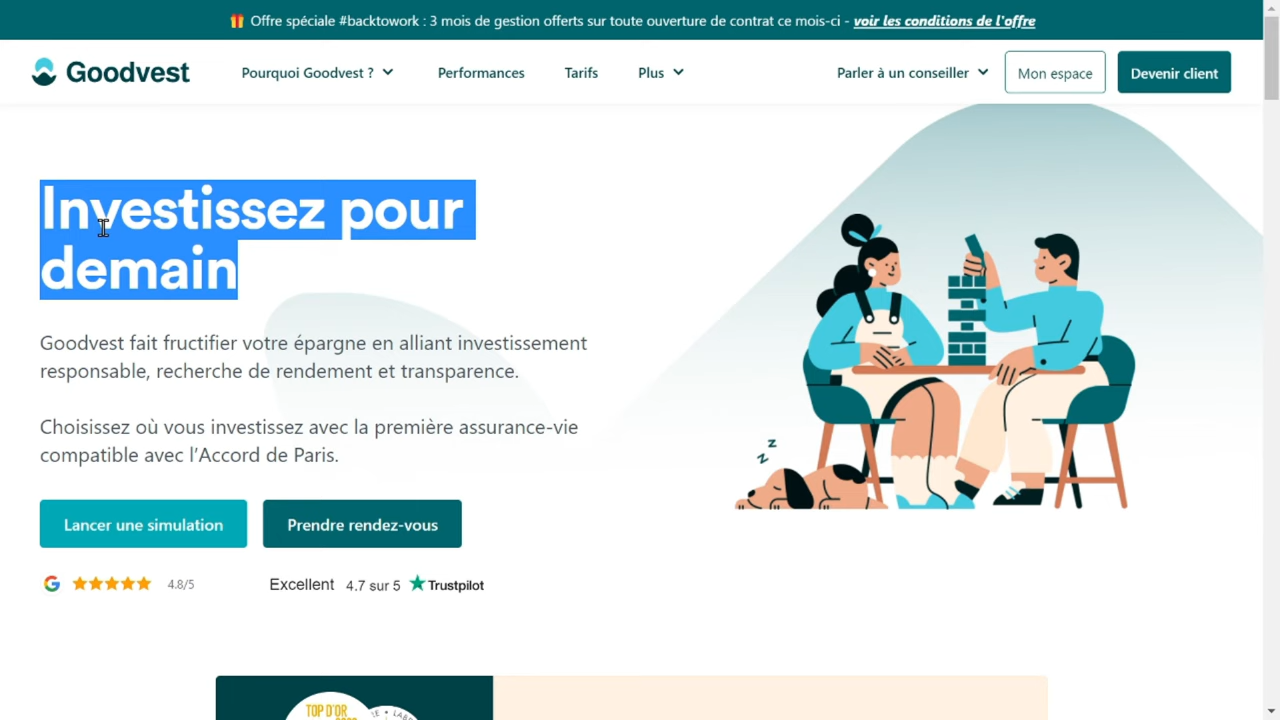 Offre spéciale #backtowork : 3 mois de gestion offerts sur toute ouverture de contrat ce mois-ci - voir les conditions de l'offre
Goodvest
Pourquoi Goodvest ?
Performances
Tarifs
Plus
Parler à un conseiller
Mon espace
Devenir client
Investissez pour
demain
Goodvest fait fructifier votre épargne en alliant investissement
responsable, recherche de rendement et transparence.
Choisissez où vous investissez avec la première assurance-vie
compatible avec l’Accord de Paris.
z
z
Lancer une simulation
Prendre rendez-vous
G
4.8/5
Excellent 4.7 sur 5 Trustpilot
TOP D'OR